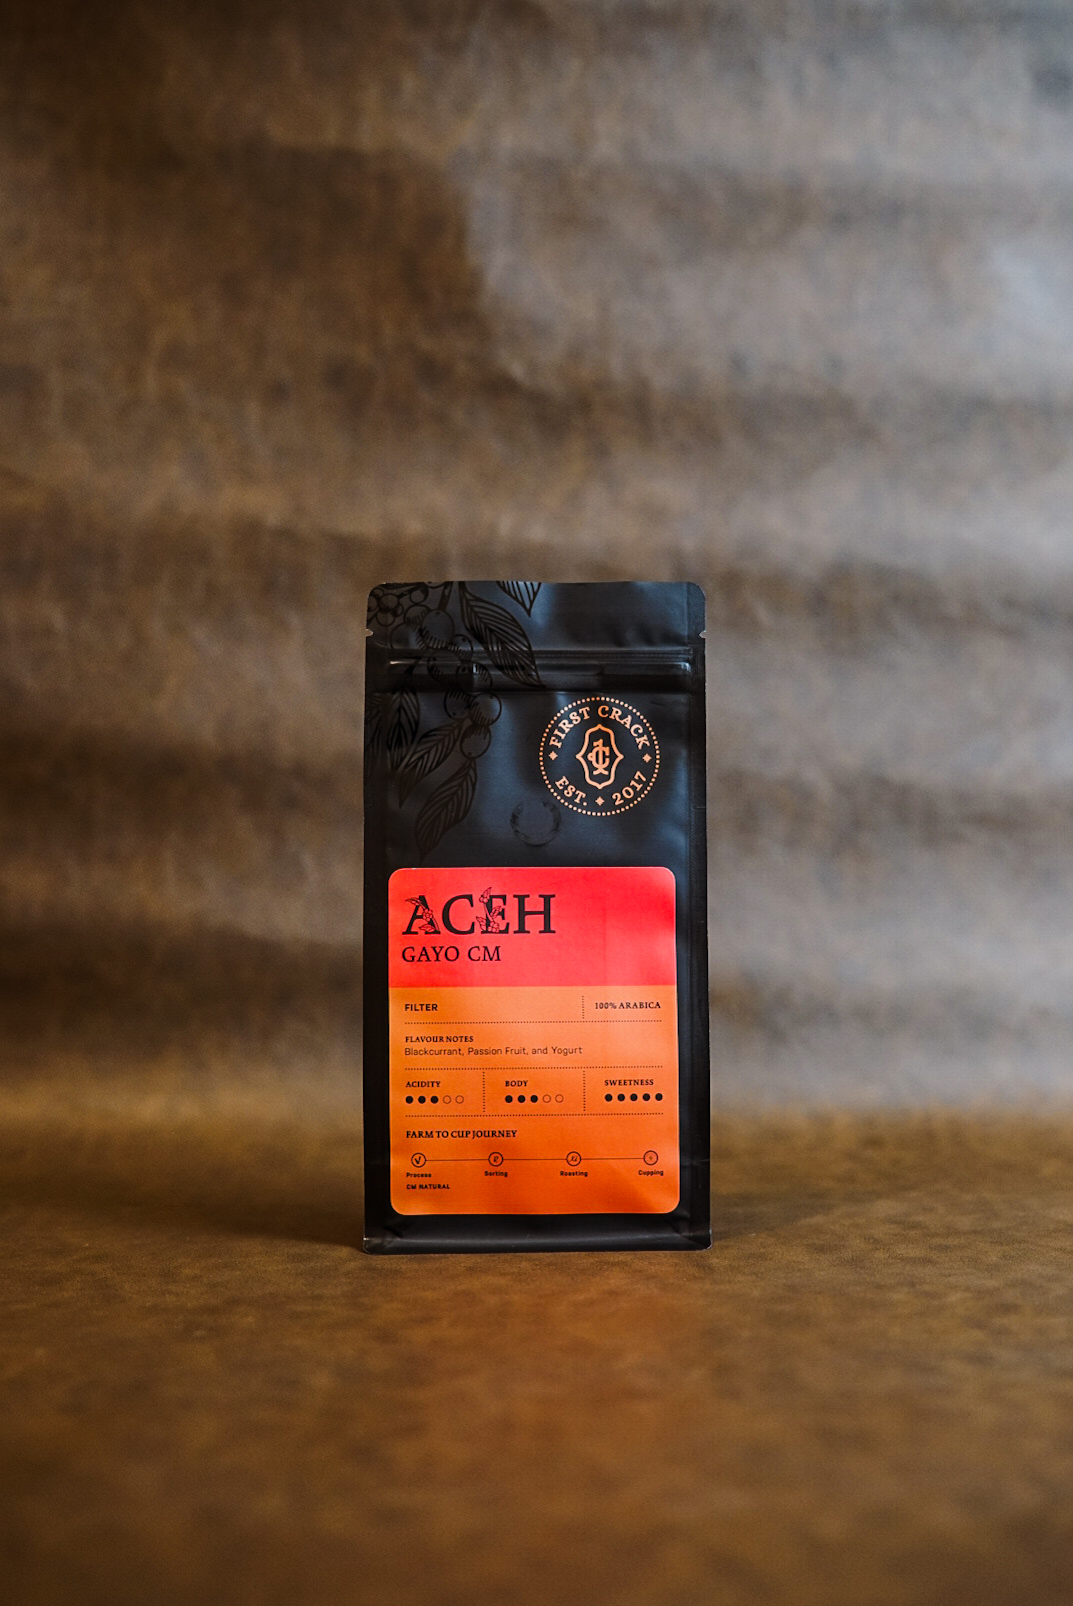 FIRST CRACK
EST. 2017
ACEH
GAYO CM
FILTER
100% ARABICA
FLAVOUR NOTES
Blackcurrant, Passion Fruit, and Yogurt
ACIDITY
BODY
SWEETNESS
FARM TO CUP JOURNEY
Process
Sorting
Roasting
Cupping
CM NATURAL